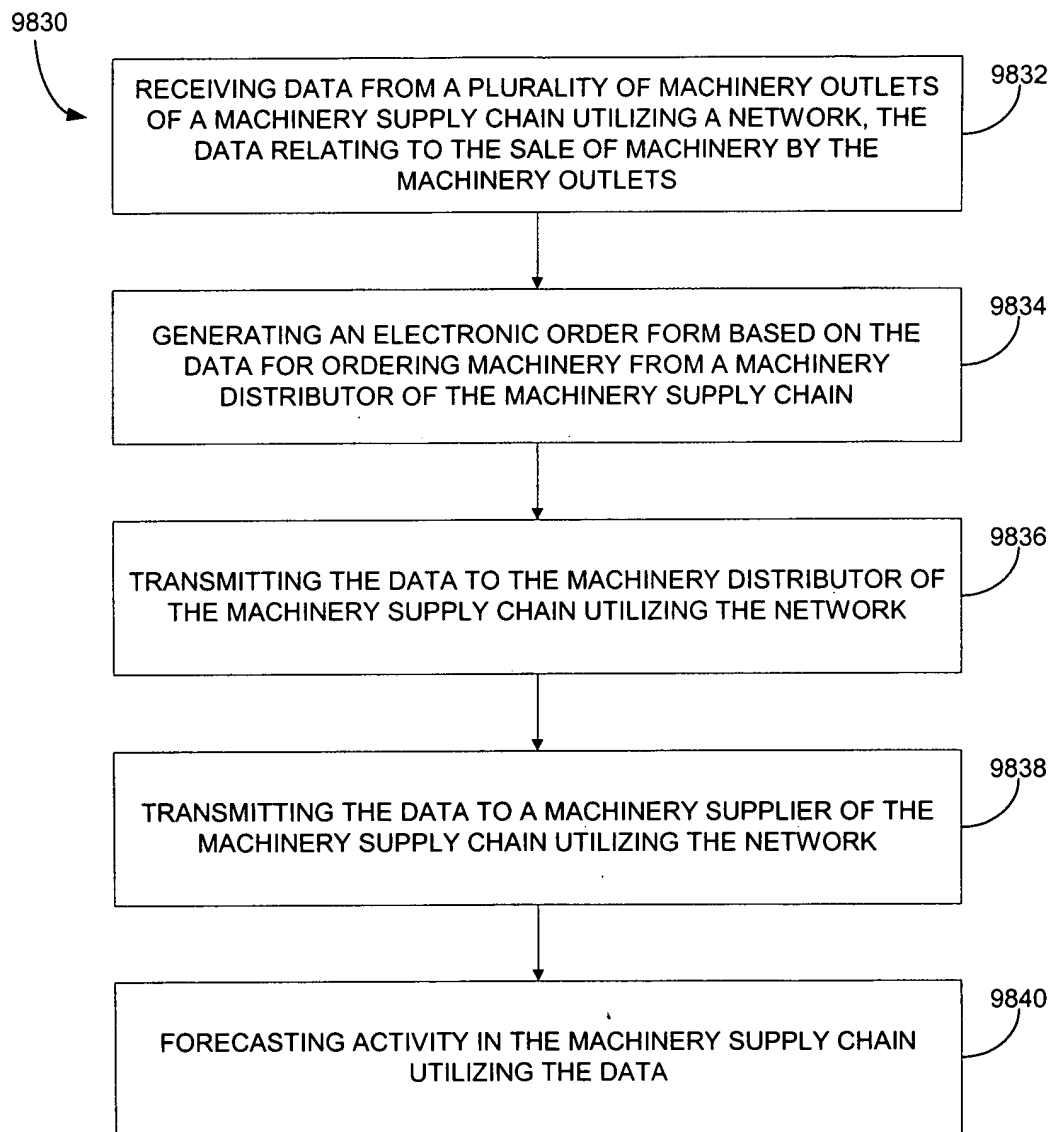 9830
9832
RECEIVING DATA FROM A PLURALITY OF MACHINERY OUTLETS
OF A MACHINERY SUPPLY CHAIN UTILIZING A NETWORK, THE
DATA RELATING TO THE SALE OF MACHINERY BY THE
MACHINERY OUTLETS
9834
GENERATING AN ELECTRONIC ORDER FORM BASED ON THE
DATA FOR ORDERING MACHINERY FROM A MACHINERY
DISTRIBUTOR OF THE MACHINERY SUPPLY CHAIN
9836
TRANSMITTING THE DATA TO THE MACHINERY DISTRIBUTOR OF
THE MACHINERY SUPPLY CHAIN UTILIZING THE NETWORK
9838
TRANSMITTING THE DATA TO A MACHINERY SUPPLIER OF THE
MACHINERY SUPPLY CHAIN UTILIZING THE NETWORK
9840
FORECASTING ACTIVITY IN THE MACHINERY SUPPLY CHAIN
UTILIZING THE DATA